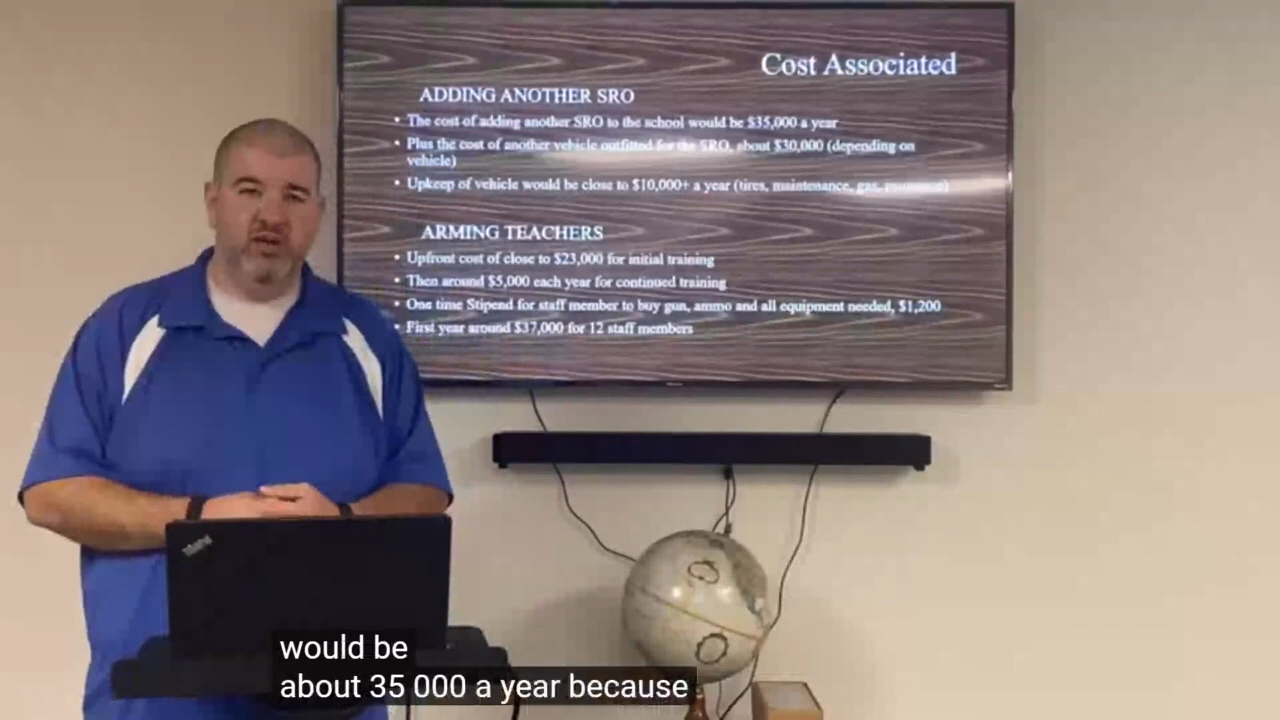 Cost Associated
ADDING ANOTHER SRO
• The cost of adding another SRO to the school would be $35,000 a year
• Plus the cost of another vehicle outfitted for the SRO, about $30,000 (depending on
vehicle)
• Upkeep of vehicle would be close to $10,000+ a year (tires, maintenance, gas,
ARMING TEACHERS
• Upfront cost of close to $23,000 for initial training
• Then around $5,000 each year for continued training
• One time Stipend for staff member to buy gun, ammo and all equipment needed, $1,200
• First year around $37,000 for 12 staff members
ThinkPad
would be
about 35 000 a year because